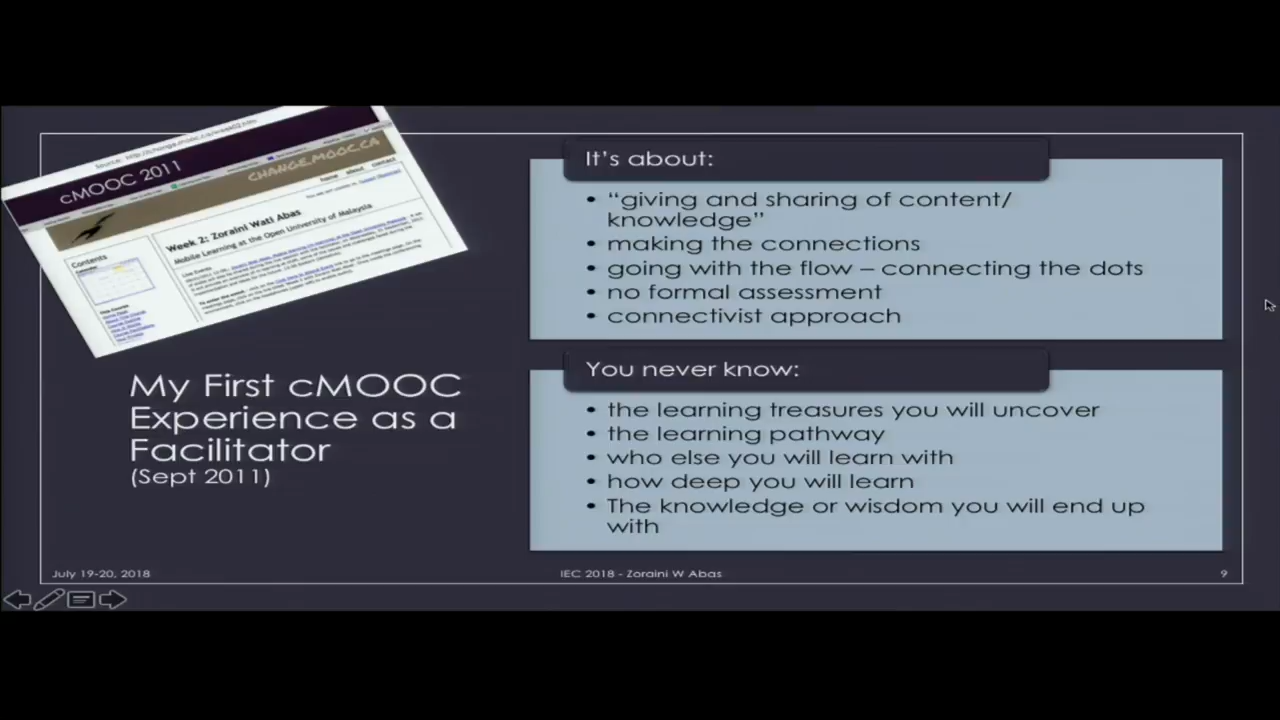 cMOOC 2011
CHANGE.MOOC.CA
home about contact
Week 2: Zoraini Wati Abas
Mobile Learning at the Open University of Malaysia
Contents
My First cMOOC
Experience as a
Facilitator
(Sept 2011)
It's about:
• "giving and sharing of content/
knowledge"
• making the connections
• going with the flow – connecting the dots
• no formal assessment
• connectivist approach
You never know:
• the learning treasures you will uncover
• the learning pathway
• who else you will learn with
• how deep you will learn
• The knowledge or wisdom you will end up
with
July 19-20, 2018
IEC 2018 - Zoraini W Abas
9